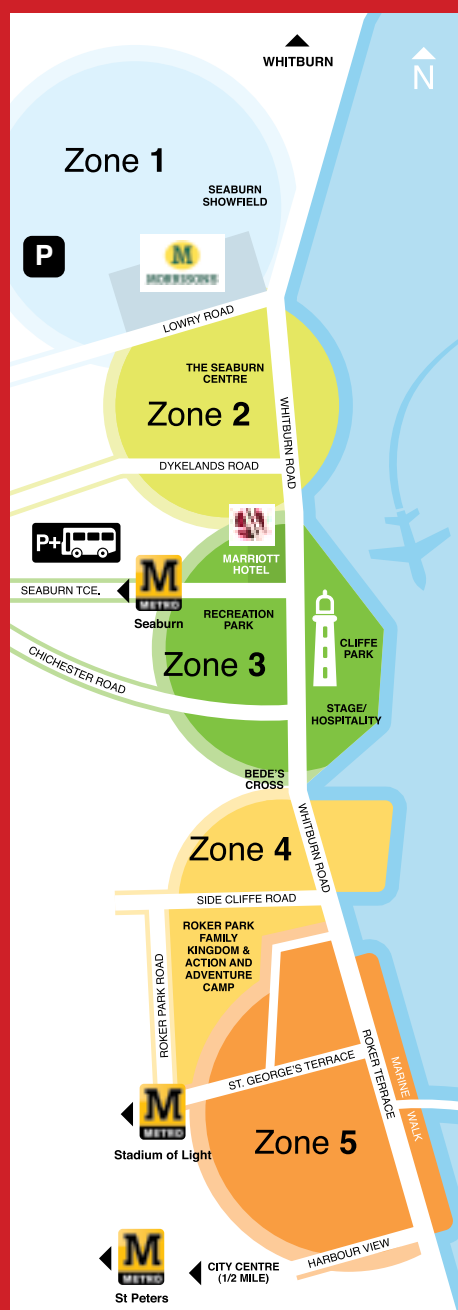 WHITBURN
N
Zone 1
SEABURN
SHOWFIELD
P
M
MORRISONS
LOWRY ROAD
THE SEABURN
CENTRE
Zone 2
WHITBURN ROAD
DYKELANDS ROAD
P+
MARRIOTT
HOTEL
M
METRO
SEABURN TCE.
Seaburn
RECREATION
PARK
CLIFFE
PARK
Zone 3
CHICHESTER ROAD
STAGE/
HOSPITALITY
BEDE'S
CROSS
WHITBURN ROAD
Zone 4
SIDE CLIFFE ROAD
ROKER PARK
FAMILY
KINGDOM &
ACTION AND
ADVENTURE
CAMP
ROKER PARK ROAD
ST. GEORGE'S TERRACE
ROKER TERRACE
MARINE WALK
M
METRO
Stadium of Light
Zone 5
HARBOUR VIEW
M
METRO
St Peters
CITY CENTRE
(1/2 MILE)